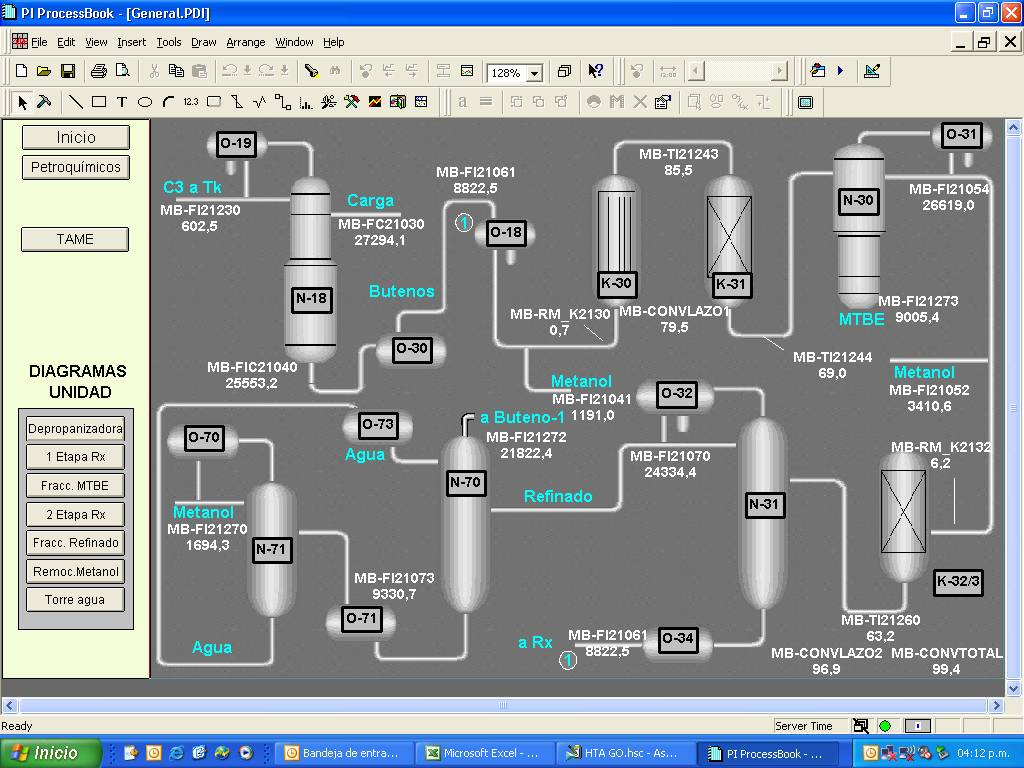 PI ProcessBook - [General.PDI]
File Edit View Insert Tools Draw Arrange Window Help
128%
12.3
Inicio
Petroquímicos
TAME
DIAGRAMAS
UNIDAD
Depropanizadora
1 Etapa Rx
Fracc. MTBE
2 Etapa Rx
Fracc. Refinado
Remoc.Metanol
Torre agua
O-19
C3 a Tk
MB-FI21230
602,5
Carga
MB-FC21030
27294,1
N-18
MB-FIC21040
25553,2
Butenos
O-30
MB-FI21061
8822,5
1
O-18
MB-TI21243
85,5
K-30
K-31
MB-RM_K2130
0,7
MB-CONVLAZO1
79,5
O-31
MB-FI21054
26619,0
N-30
MB-FI21273
9005,4
MTBE
MB-TI21244
69,0
Metanol
MB-FI21052
3410,6
Metanol
MB-FI21041
1191,0
O-32
MB-FI21070
24334,4
O-73
Agua
a Buteno-1
MB-FI21272
21822,4
N-70
Refinado
O-70
Metanol
MB-FI21270
1694,3
N-71
MB-FI21073
9330,7
O-71
Agua
N-31
MB-RM_K2132
6,2
K-32/3
MB-TI21260
63,2
a Rx
MB-FI21061
8822,5
1
O-34
MB-CONVLAZO2
96,9
MB-CONVTOTAL
99,4
Ready
Server Time
Inicio
Bandeja de entra...
Microsoft Excel - ...
HTA GO.hsc - As...
PI ProcessBook - ...
04:12 p.m.